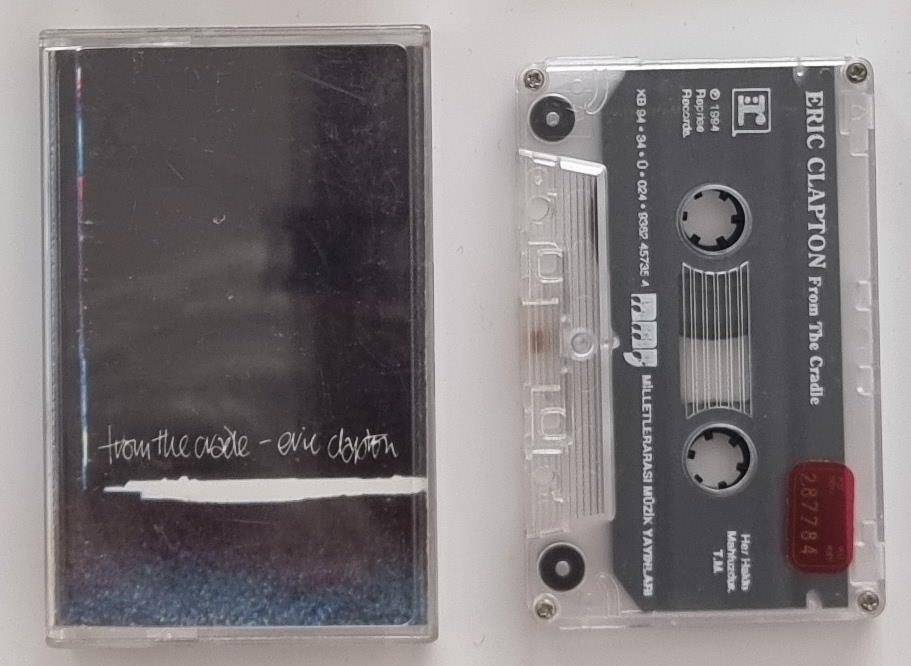 from the cradle - eric clapton
ERIC CLAPTON From The Cradle
℗ 1994
Reprise
Records
XB 94 • 34 • 0 • 024 • 9362 45735 4
MİLLETLERARASI MÜZİK YAYINLARI
Her Hakkı
Mahfuzdur.
T.M.
287784